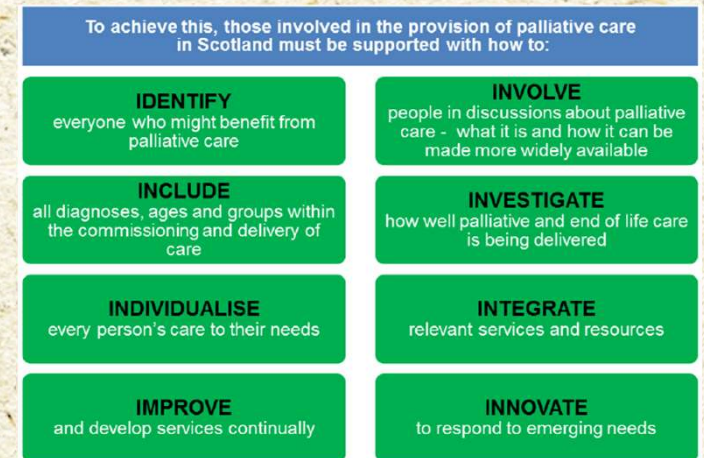 To achieve this, those involved in the provision of palliative care
in Scotland must be supported with how to:
IDENTIFY
everyone who might benefit from
palliative care
INVOLVE
people in discussions about palliative
care - what it is and how it can be
made more widely available
INCLUDE
all diagnoses, ages and groups within
the commissioning and delivery of
care
INVESTIGATE
how well palliative and end of life care
is being delivered
INDIVIDUALISE
every person's care to their needs
INTEGRATE
relevant services and resources
IMPROVE
and develop services continually
INNOVATE
to respond to emerging needs